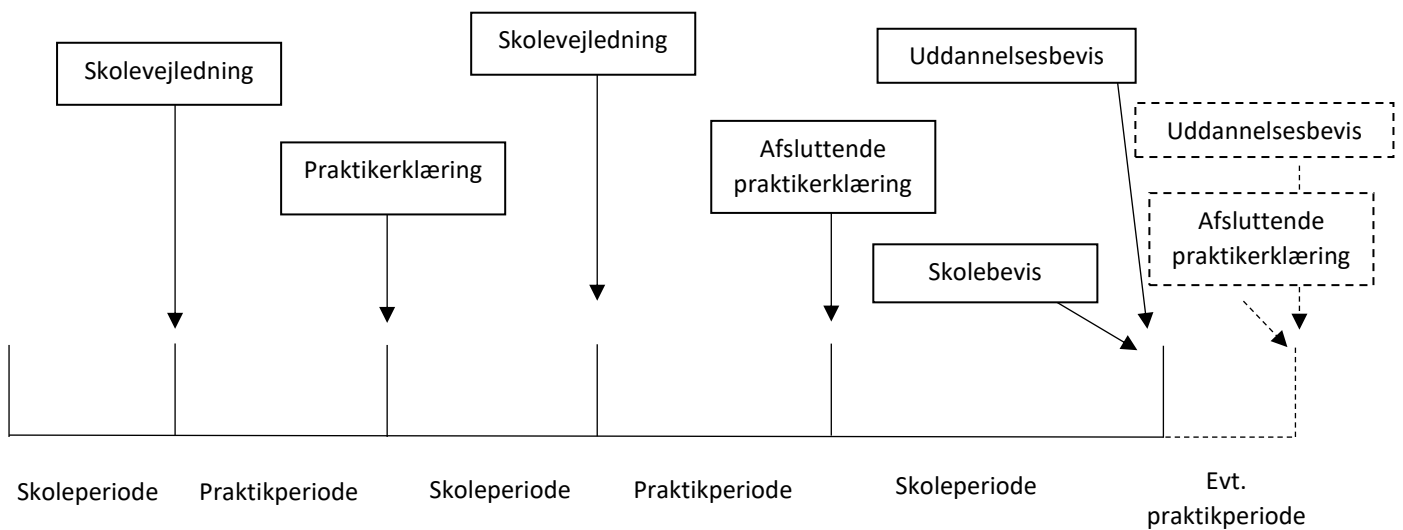 Skolevejledning
Praktikerklæring
Skolevejledning
Afsluttende
praktikerklæring
Uddannelsesbevis
Skolebevis
Uddannelsesbevis
Afsluttende
praktikerklæring
Skoleperiode
Praktikperiode
Skoleperiode
Praktikperiode
Skoleperiode
Evt.
praktikperiode